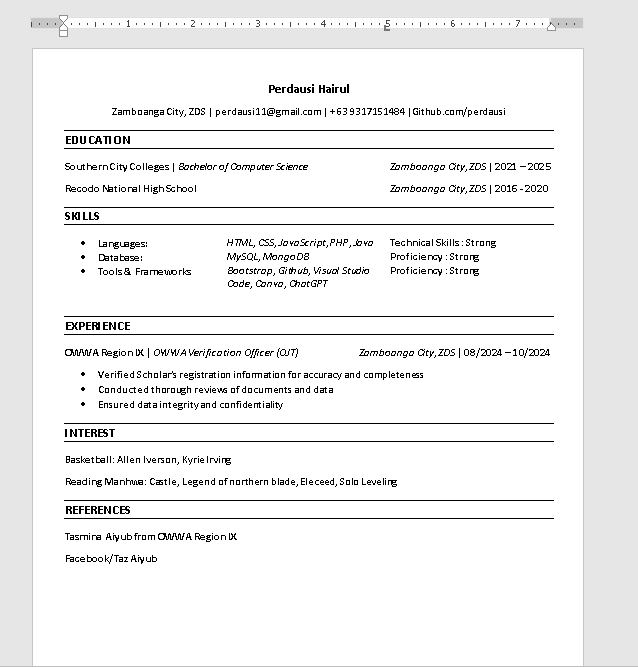 1 2 3 4 5 6 7
Perdausi Hairul
Zamboanga City, ZDS | perdausi11@gmail.com | +63 9317151484 | Github.com/perdausi
EDUCATION
Southern City Colleges | Bachelor of Computer Science Zamboanga City, ZDS | 2021 – 2025
Recodo National High School Zamboanga City, ZDS | 2016 - 2020
SKILLS
• Languages: HTML, CSS, JavaScript, PHP, Java Technical Skills : Strong
• Database: MySQL, MongoDB Proficiency : Strong
• Tools & Frameworks Bootstrap, Github, Visual Studio Proficiency : Strong
Code, Canva, ChatGPT
EXPERIENCE
OWWA Region IX | OWWA Verification Officer (OJT) Zamboanga City, ZDS | 08/2024 – 10/2024
• Verified Scholar's registration information for accuracy and completeness
• Conducted thorough reviews of documents and data
• Ensured data integrity and confidentiality
INTEREST
Basketball: Allen Iverson, Kyrie Irving
Reading Manhwa: Castle, Legend of northern blade, Eleceed, Solo Leveling
REFERENCES
Tasmina Aiyub from OWWA Region IX
Facebook/Taz Aiyub